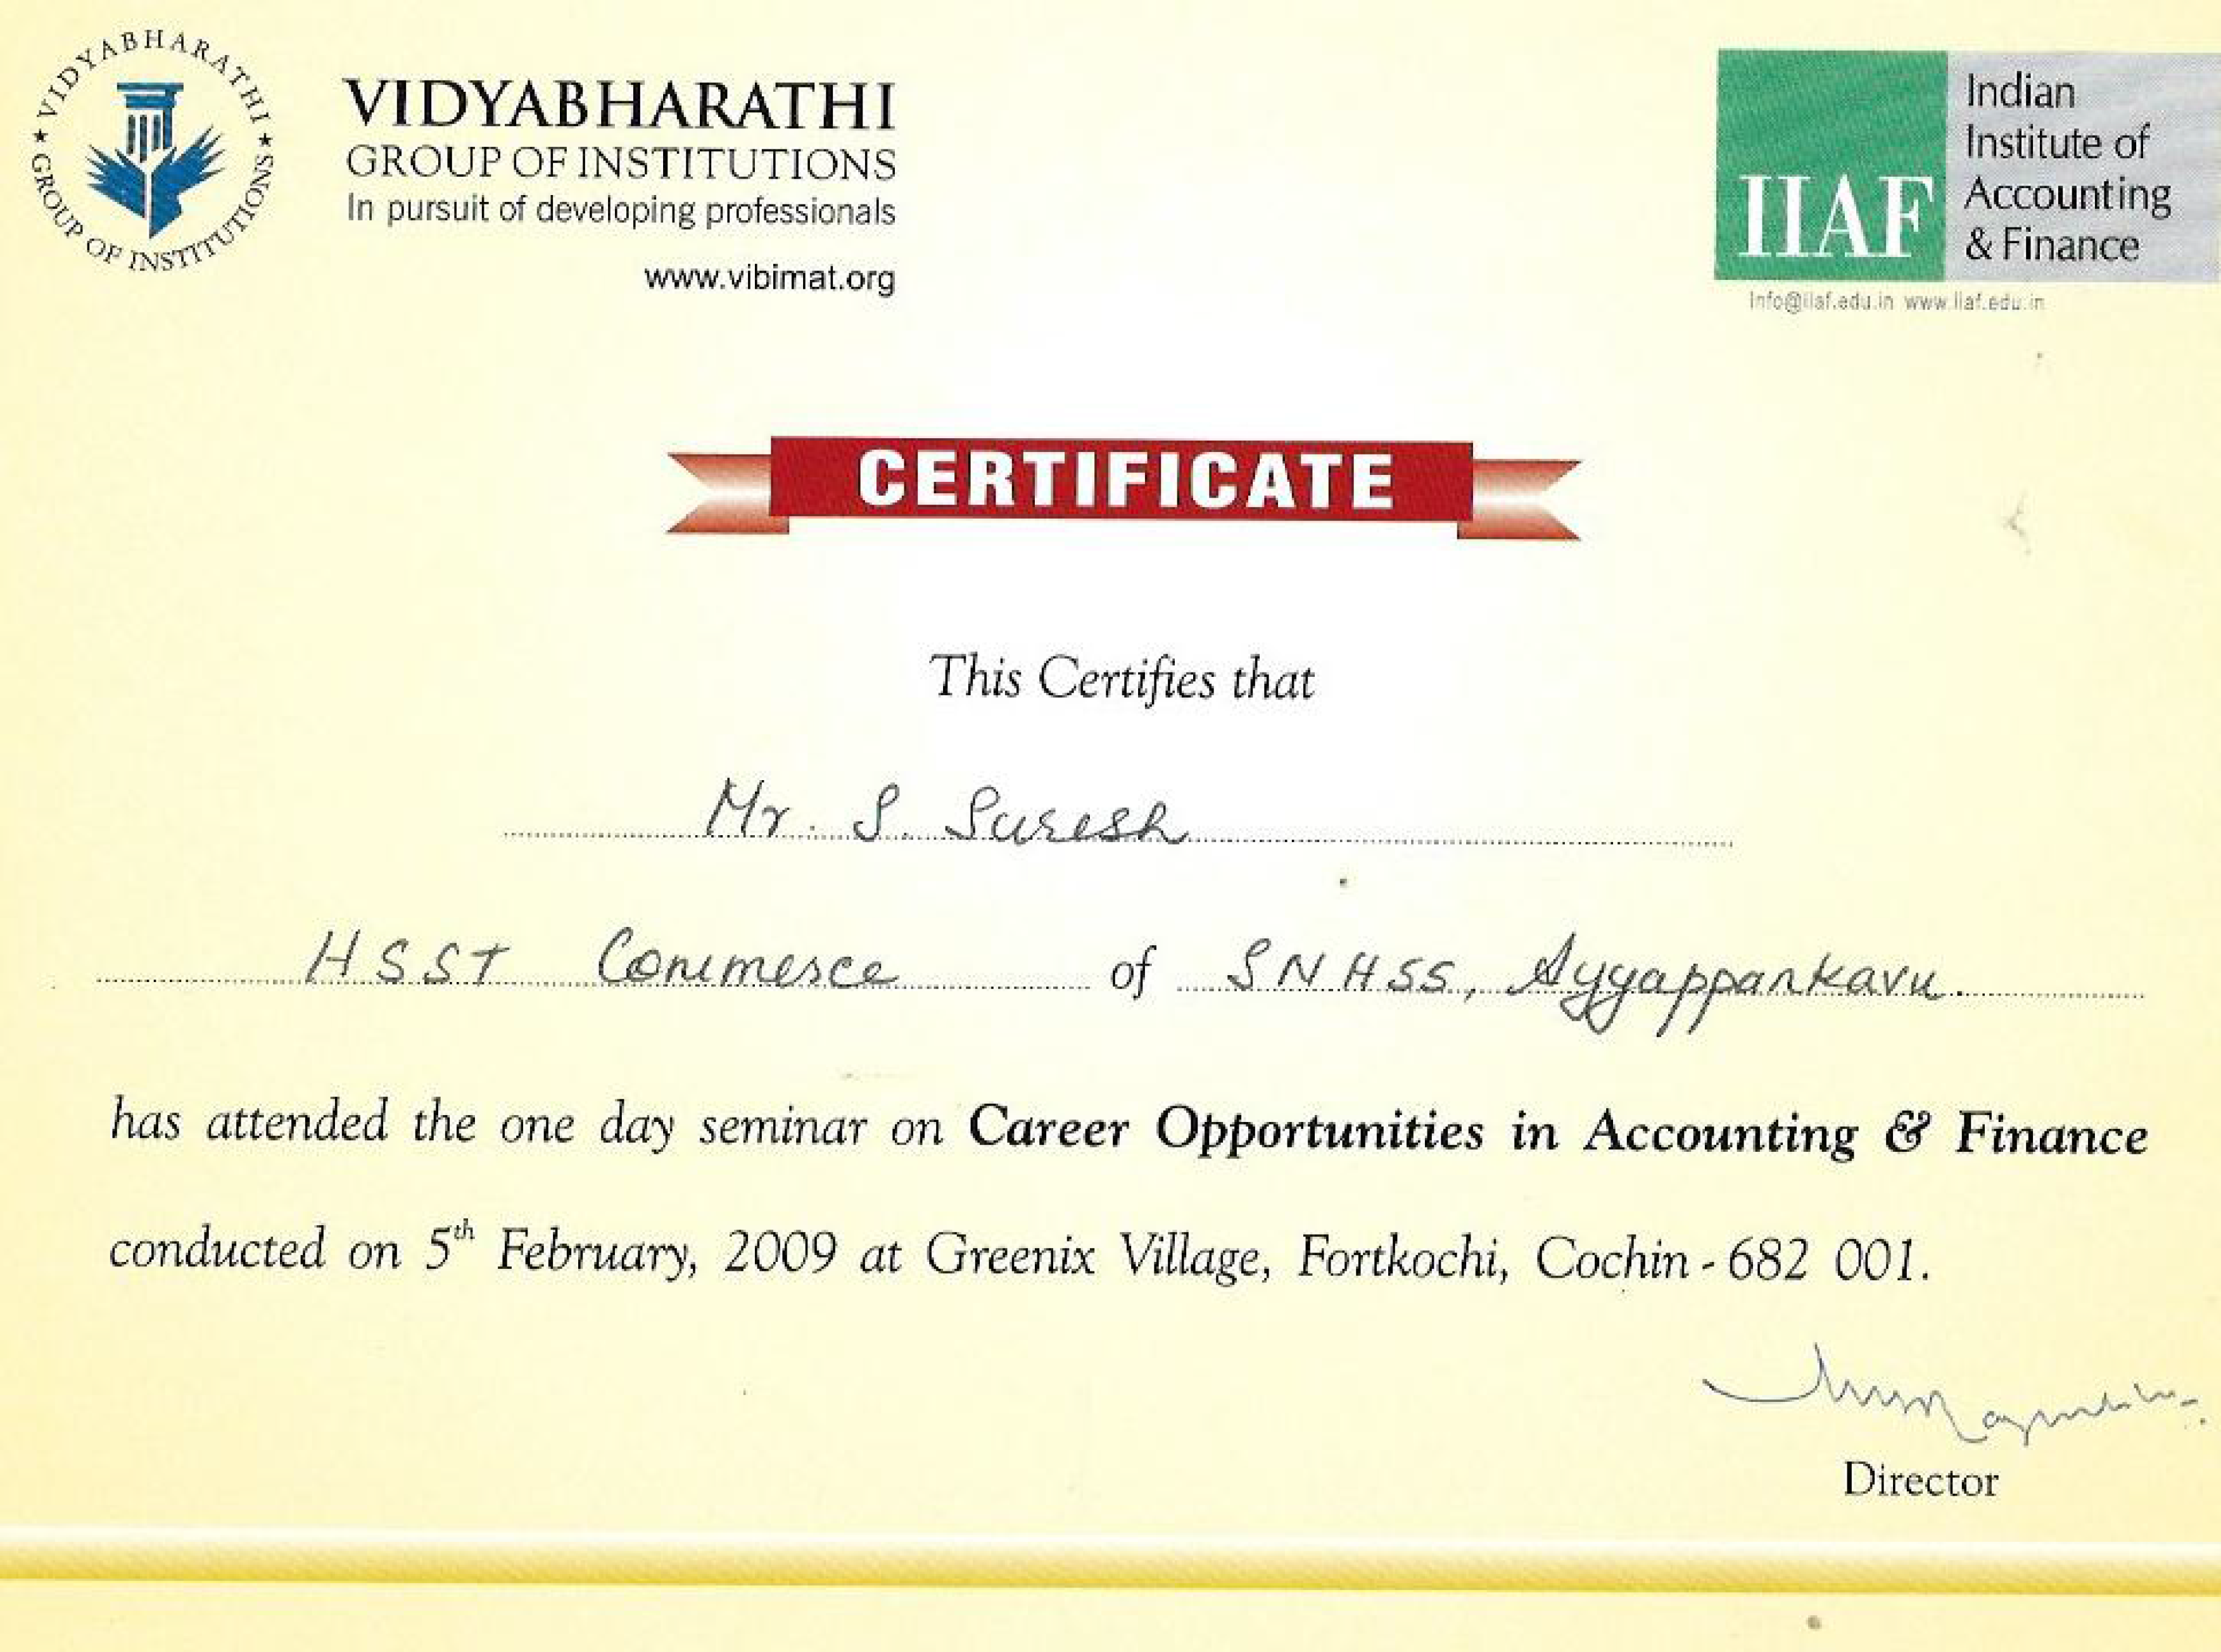 VIDYABHARATHI
GROUP OF INSTITUTIONS
VIDYABHARATHI
GROUP OF INSTITUTIONS
In pursuit of developing professionals
www.vibimat.org
IIAF
Indian
Institute of
Accounting
& Finance
Info@iiaf.edu.in www.iiaf.edu.in
CERTIFICATE
This Certifies that
Mr. S. Suresh
HSST Commerce of SNHSS, Ayyappankavu.
has attended the one day seminar on Career Opportunities in Accounting & Finance
conducted on 5th February, 2009 at Greenix Village, Fortkochi, Cochin - 682 001.
Director